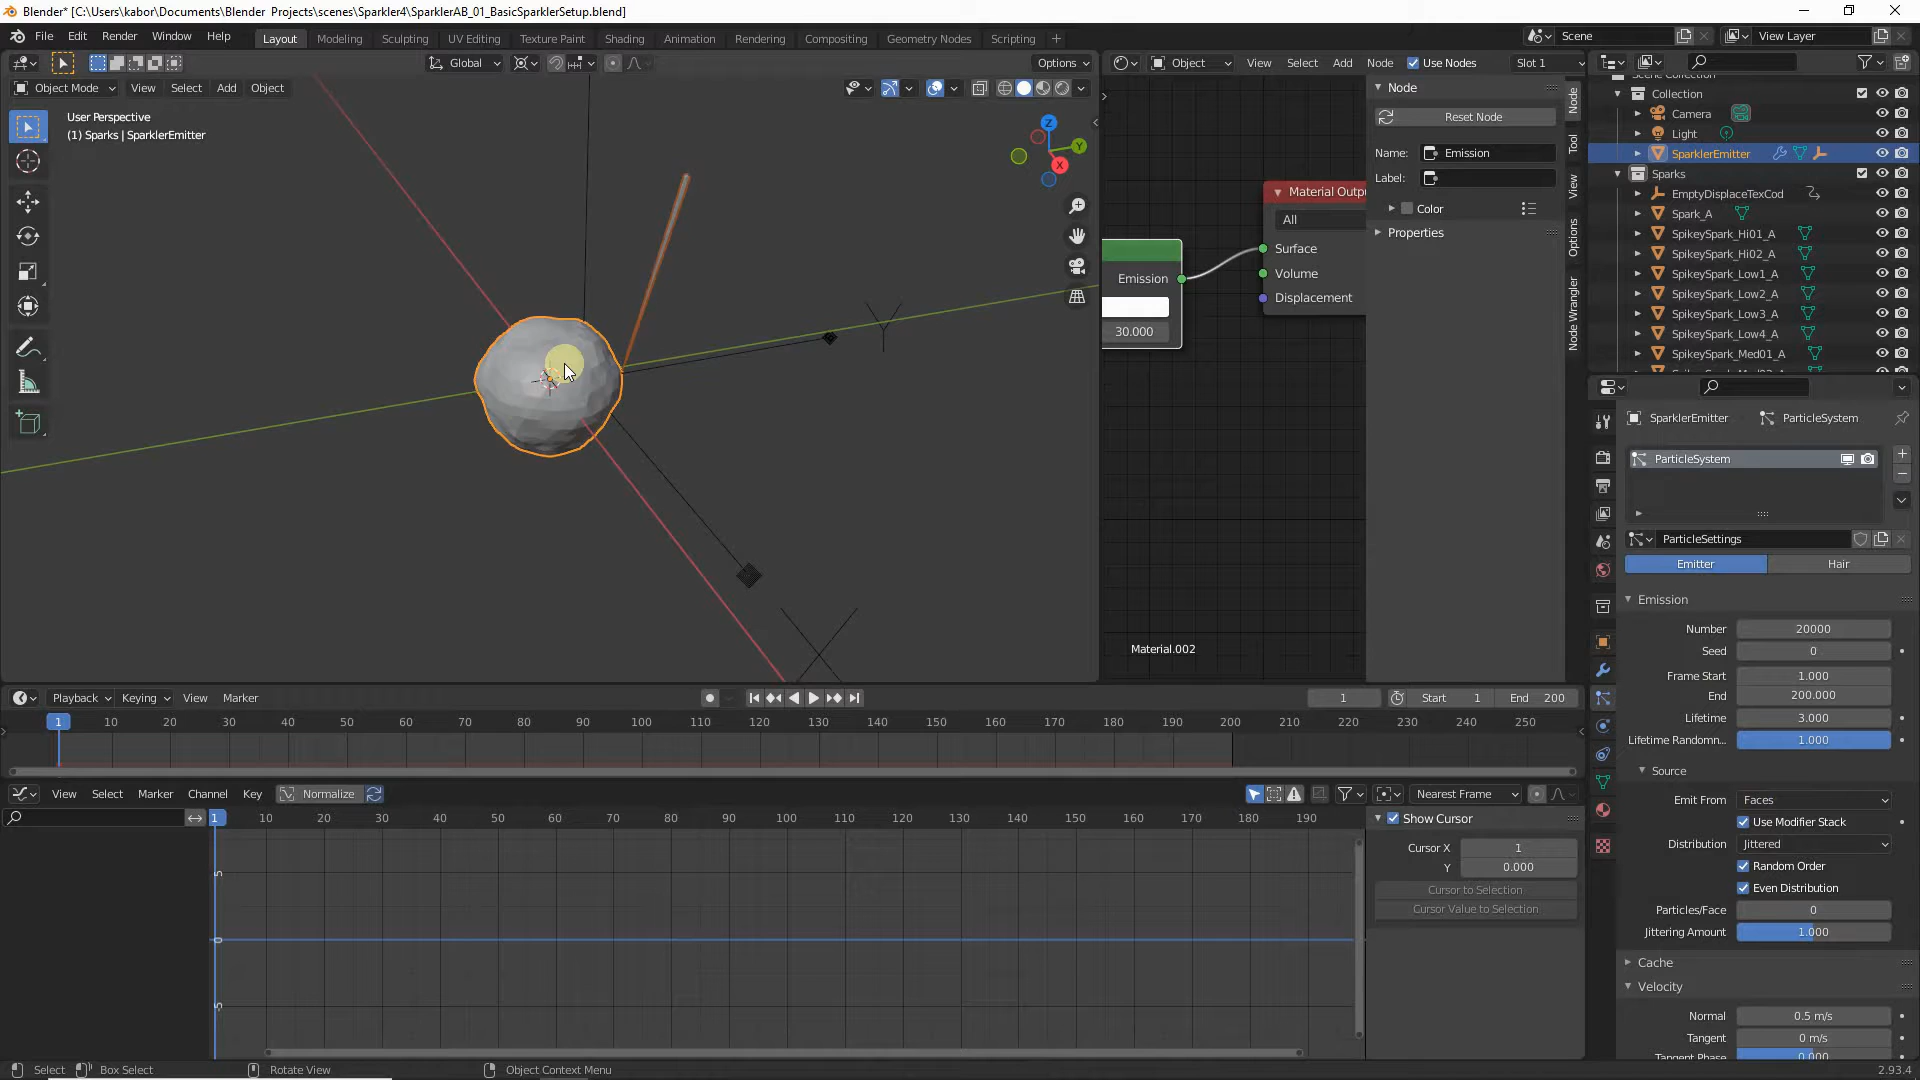 Blender* [C:\Users\kabor\Documents\Blender Projects\scenes\Sparkler4\SparklerAB_01_BasicSparklerSetup.blend]
File Edit Render Window Help
Layout Modeling Sculpting UV Editing Texture Paint Shading Animation Rendering Compositing Geometry Nodes Scripting
Scene
View Layer
Global
Options
Object Mode View Select Add Object
User Perspective
(1) Sparks | SparklerEmitter
Z
Y
X
Object View Select Add Node Use Nodes Slot 1
Emission
30.000
Material Outpu
All
Surface
Volume
Displacement
Material.002
Node
Reset Node
Name: Emission
Label:
Color
Properties
Node
Tool
View
Options
Node Wrangler
Scene Collection
Collection
Camera
Light
SparklerEmitter
Sparks
EmptyDisplaceTexCod
Spark_A
SpikeySpark_Hi01_A
SpikeySpark_Hi02_A
SpikeySpark_Low1_A
SpikeySpark_Low2_A
SpikeySpark_Low3_A
SpikeySpark_Low4_A
SpikeySpark_Med01_A
SparklerEmitter ParticleSystem
ParticleSystem
ParticleSettings
Emitter Hair
Emission
Number 20000
Seed 0
Frame Start 1.000
End 200.000
Lifetime 3.000
Lifetime Randomn... 1.000
Source
Emit From Faces
Use Modifier Stack
Distribution Jittered
Random Order
Even Distribution
Particles/Face 0
Jittering Amount 1.000
Cache
Velocity
Normal 0.5 m/s
Tangent 0 m/s
Tangent Phase 0.000
Playback Keying View Marker
1 Start 1 End 200
1 10 20 30 40 50 60 70 80 90 100 110 120 130 140 150 160 170 180 190 200 210 220 230 240 250
View Select Marker Channel Key Normalize
Nearest Frame
1 10 20 30 40 50 60 70 80 90 100 110 120 130 140 150 160 170 180 190
5
0
-5
Show Cursor
Cursor X 1
Y 0.000
Cursor to Selection
Cursor Value to Selection
Select Box Select Rotate View Object Context Menu
2.93.4